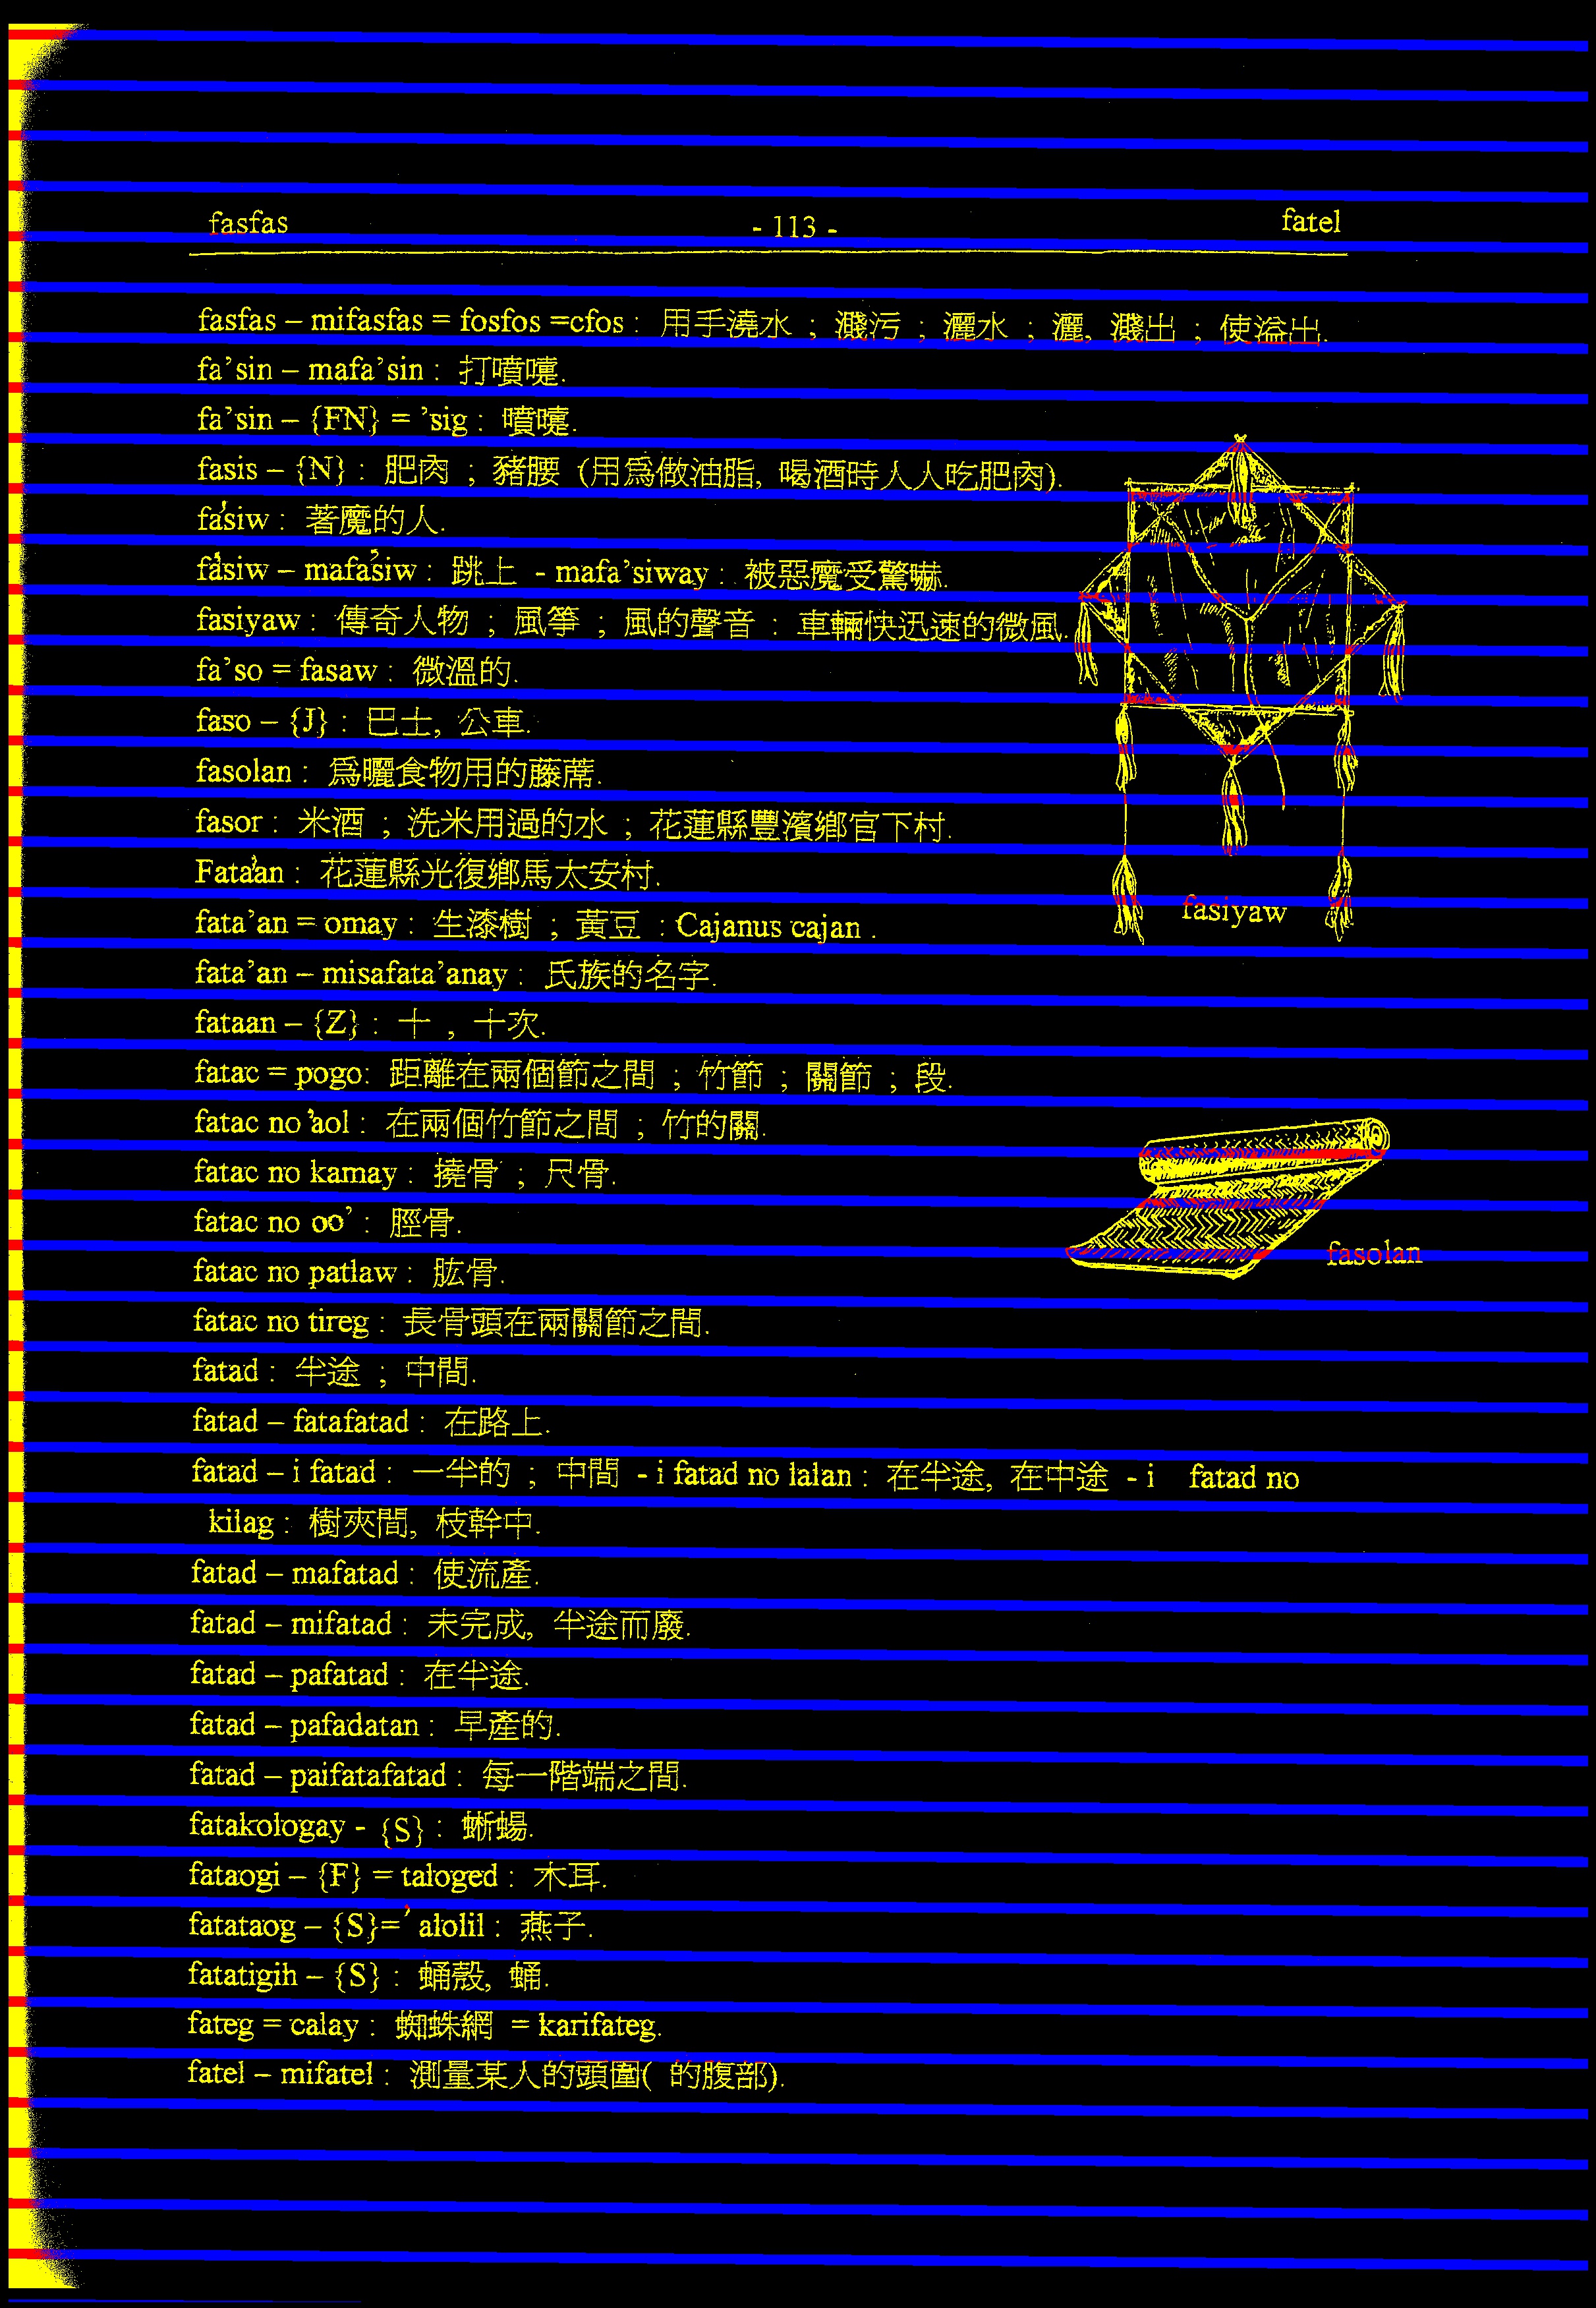 fasfas - 113 - fatel
fasfas – mifasfas = fosfos =cfos : 用手澆水 ; 濺污 ; 灑水 ; 灑, 濺出 ; 使溢出.
fa’sin – mafa’sin : 打噴嚏.
fa’sin – {FN} = ’sig : 噴嚏.
fasis – {N} : 肥肉 ; 豬腰 (用爲做油脂, 喝酒時人人吃肥肉).
fa’siw : 著魔的人.
fa’siw – mafa’siw : 跳上 - mafa’siway : 被惡魔受驚嚇.
fasiyaw : 傳奇人物 ; 風箏 ; 風的聲音 : 車輛快迅速的微風.
fa’so = fasaw : 微溫的.
faso – {J} : 巴士, 公車.
fasolan : 爲曬食物用的藤蓆.
fasor : 米酒 ; 洗米用過的水 ; 花蓮縣豐濱鄉官下村.
Fata’an : 花蓮縣光復鄉馬太安村.
fasiyaw
fata’an = omay : 生漆樹 ; 黃豆 : Cajanus cajan .
fata’an – misafata’anay : 氏族的名字.
fataan – {Z} : 十 , 十次.
fatac = pogo: 距離在兩個節之間 ; 竹節 ; 關節 ; 段.
fatac no ’aol : 在兩個竹節之間 ; 竹的關.
fatac no kamay : 撓骨 ; 尺骨.
fatac no oo’ : 脛骨.
fasolan
fatac no patlaw : 肱骨.
fatac no tireg : 長骨頭在兩關節之間.
fatad : 半途 ; 中間.
fatad – fatafatad : 在路上.
fatad – i fatad : 一半的 ; 中間 - i fatad no lalan : 在半途, 在中途 - i fatad no
kilag : 樹夾間, 枝幹中.
fatad – mafatad : 使流產.
fatad – mifatad : 未完成, 半途而廢.
fatad – pafatad : 在半途.
fatad – pafadatan : 早產的.
fatad – paifatafatad : 每一階端之間.
fatakologay - {S} : 蜥蜴.
fataogi – {F} = taloged : 木耳.
fatataog – {S}=’ alolil : 燕子.
fatatigih – {S} : 蛹殼, 蛹.
fateg = calay : 蜘蛛網 = karifateg.
fatel – mifatel : 測量某人的頭圍( 的腹部).